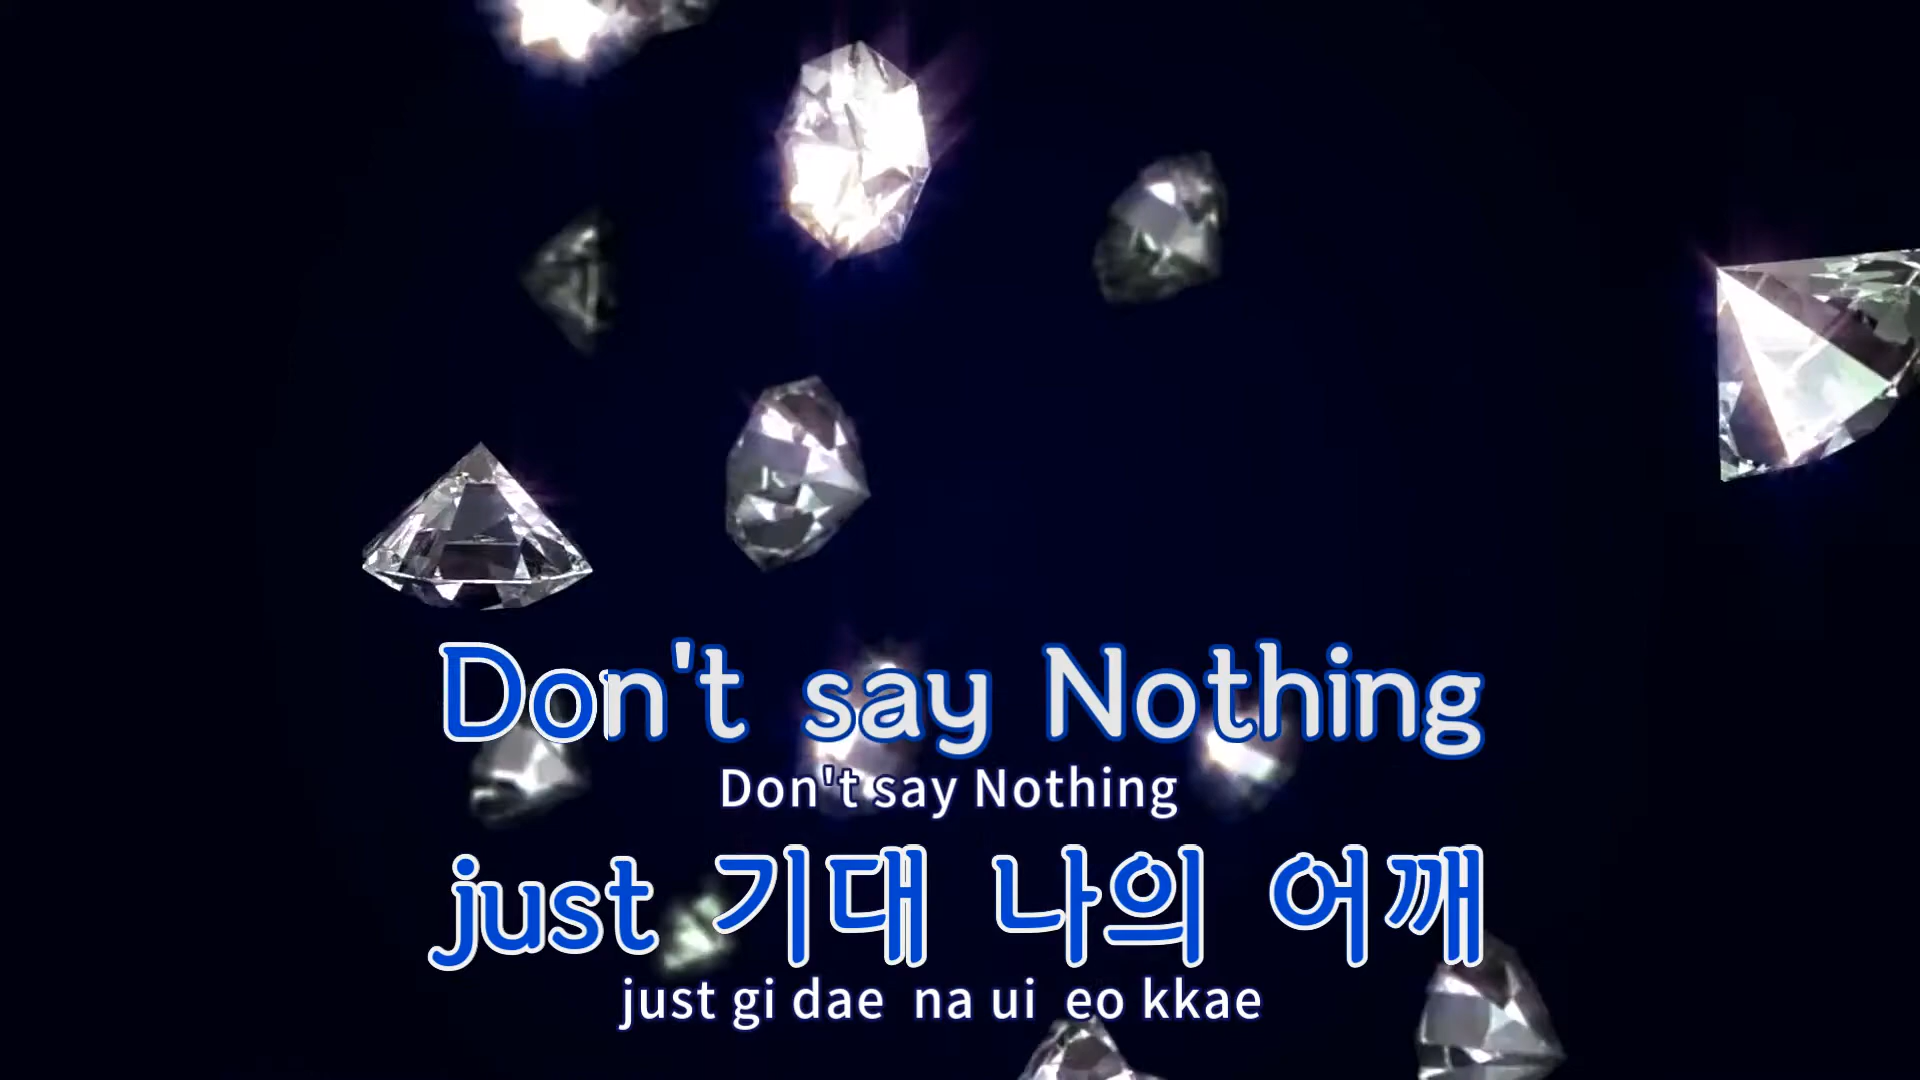 Don't say Nothing
Don't say Nothing
just 기대 나의 어깨
just gi dae na ui eo kkae